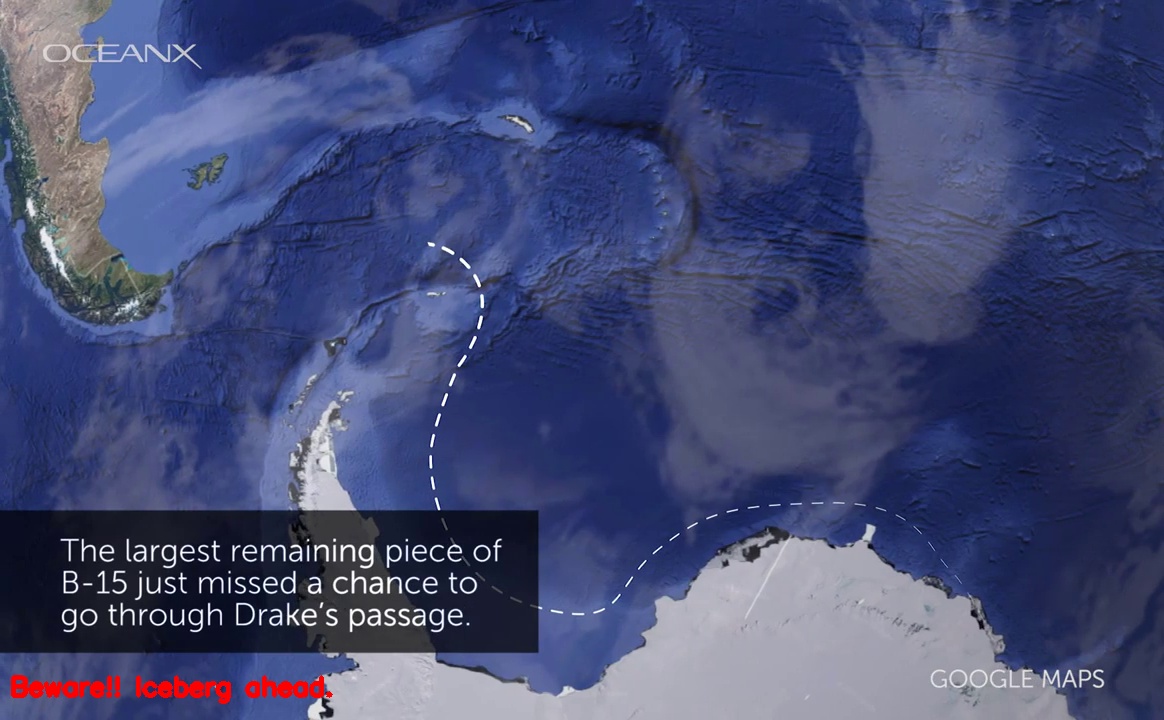 OCEANX
The largest remaining piece of
B-15 just missed a chance to
go through Drake's passage.
Beware!! Iceberg ahead.
GOOGLE MAPS